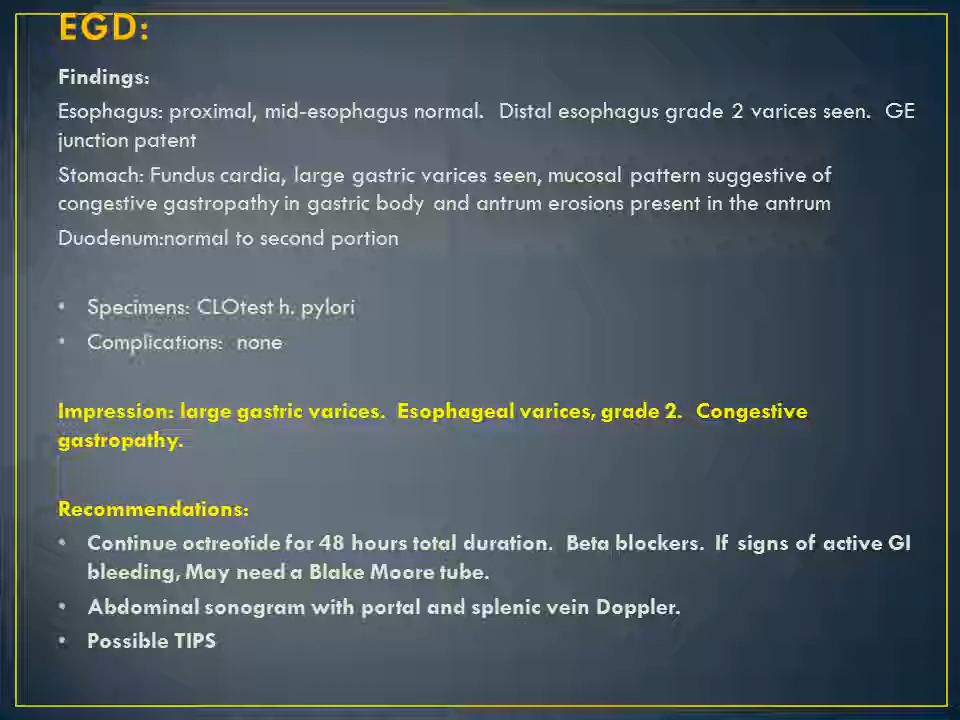 EGD:
Findings:
Esophagus: proximal, mid-esophagus normal.  Distal esophagus grade 2 varices seen.  GE
junction patent
Stomach: Fundus cardia, large gastric varices seen, mucosal pattern suggestive of
congestive gastropathy in gastric body and antrum erosions present in the antrum
Duodenum:normal to second portion
• Specimens: CLOtest h. pylori
• Complications:  none
Impression: large gastric varices.  Esophageal varices, grade 2.  Congestive
gastropathy.
Recommendations:
• Continue octreotide for 48 hours total duration.  Beta blockers.  If signs of active GI
bleeding, May need a Blake Moore tube.
• Abdominal sonogram with portal and splenic vein Doppler.
• Possible TIPS